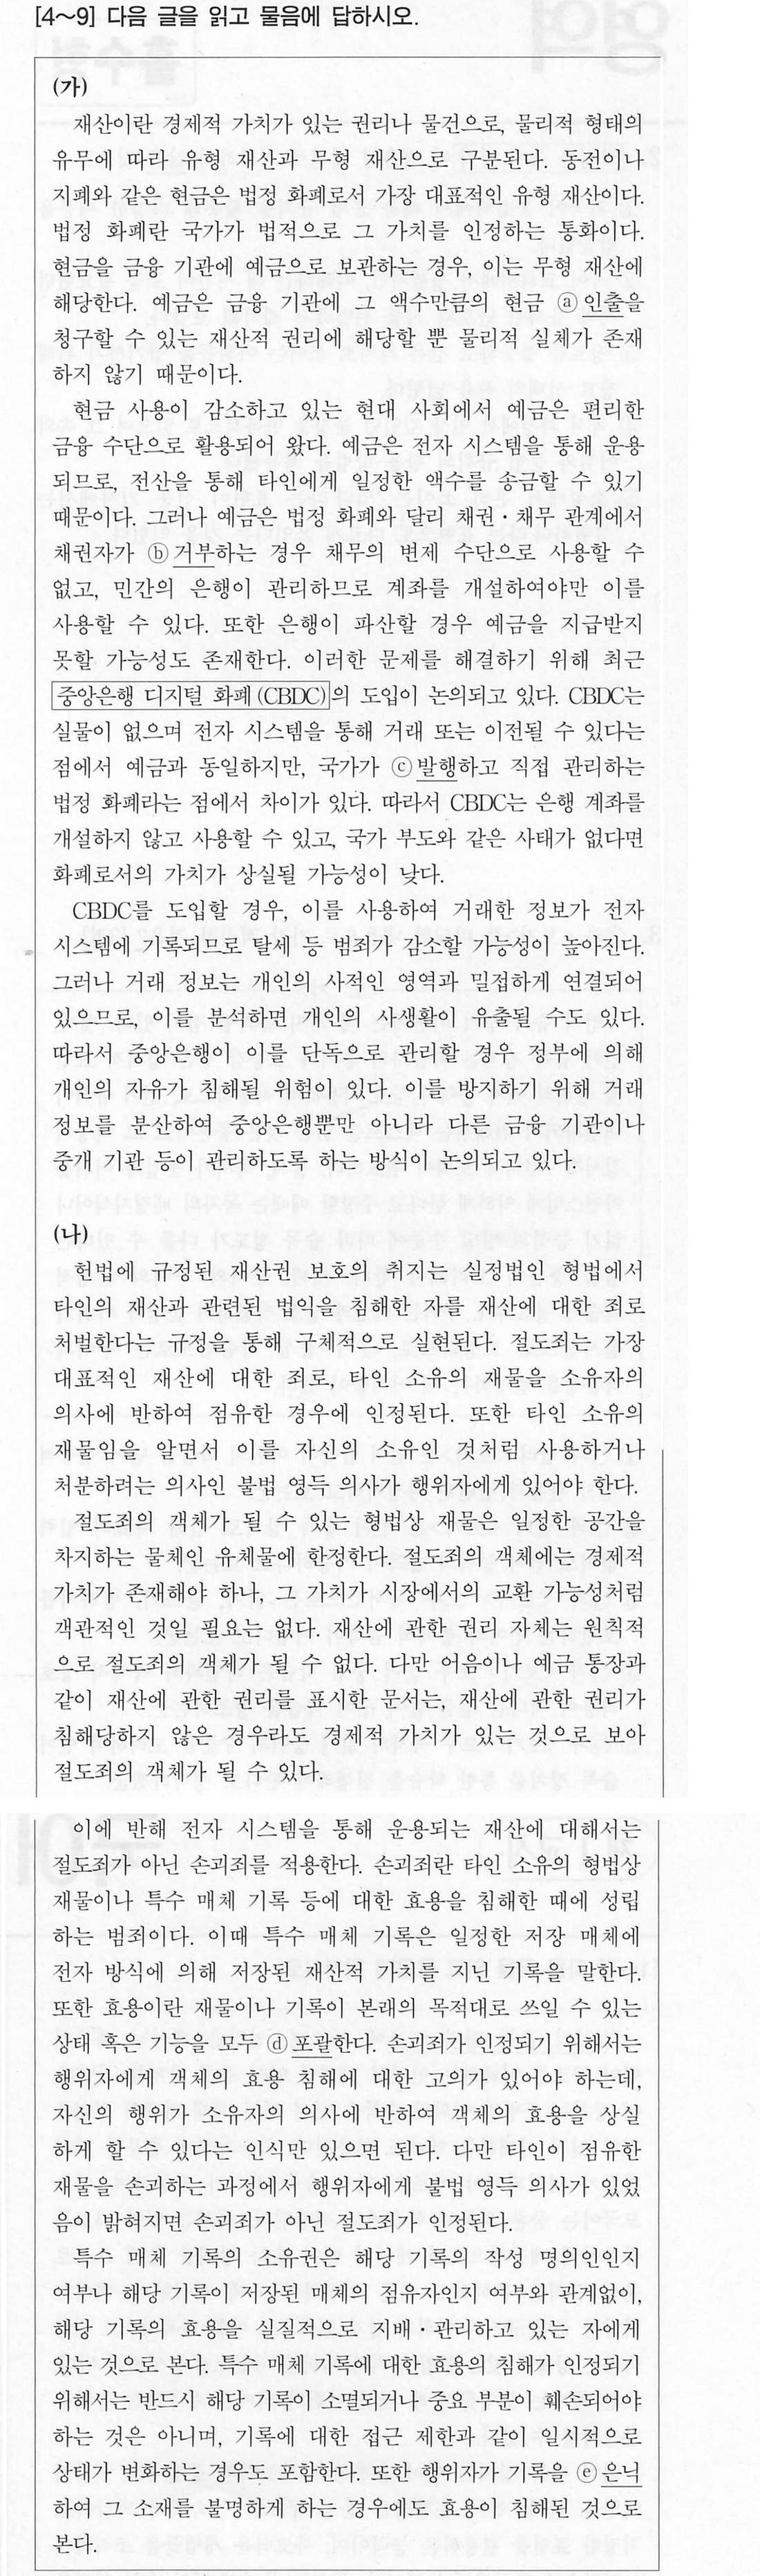 [4~9] 다음 글을 읽고 물음에 답하시오.
(가)
재산이란 경제적 가치가 있는 권리나 물건으로, 물리적 형태의
유무에 따라 유형 재산과 무형 재산으로 구분된다. 동전이나
지폐와 같은 현금은 법정 화폐로서 가장 대표적인 유형 재산이다.
법정 화폐란 국가가 법적으로 그 가치를 인정하는 통화이다.
현금을 금융 기관에 예금으로 보관하는 경우, 이는 무형 재산에
해당한다. 예금은 금융 기관에 그 액수만큼의 현금 ⓐ인출을
청구할 수 있는 재산적 권리에 해당할 뿐 물리적 실체가 존재
하지 않기 때문이다.
현금 사용이 감소하고 있는 현대 사회에서 예금은 편리한
금융 수단으로 활용되어 왔다. 예금은 전자 시스템을 통해 운용
되므로, 전산을 통해 타인에게 일정한 액수를 송금할 수 있기
때문이다. 그러나 예금은 법정 화폐와 달리 채권·채무 관계에서
채권자가 ⓑ거부하는 경우 채무의 변제 수단으로 사용할 수
없고, 민간의 은행이 관리하므로 계좌를 개설하여야만 이를
사용할 수 있다. 또한 은행이 파산할 경우 예금을 지급받지
못할 가능성도 존재한다. 이러한 문제를 해결하기 위해 최근
중앙은행 디지털 화폐(CBDC)의 도입이 논의되고 있다. CBDC는
실물이 없으며 전자 시스템을 통해 거래 또는 이전될 수 있다는
점에서 예금과 동일하지만, 국가가 ⓒ발행하고 직접 관리하는
법정 화폐라는 점에서 차이가 있다. 따라서 CBDC는 은행 계좌를
개설하지 않고 사용할 수 있고, 국가 부도와 같은 사태가 없다면
화폐로서의 가치가 상실될 가능성이 낮다.
CBDC를 도입할 경우, 이를 사용하여 거래한 정보가 전자
시스템에 기록되므로 탈세 등 범죄가 감소할 가능성이 높아진다.
그러나 거래 정보는 개인의 사적인 영역과 밀접하게 연결되어
있으므로, 이를 분석하면 개인의 사생활이 유출될 수도 있다.
따라서 중앙은행이 이를 단독으로 관리할 경우 정부에 의해
개인의 자유가 침해될 위험이 있다. 이를 방지하기 위해 거래
정보를 분산하여 중앙은행뿐만 아니라 다른 금융 기관이나
중개 기관 등이 관리하도록 하는 방식이 논의되고 있다.
(나)
헌법에 규정된 재산권 보호의 취지는 실정법인 형법에서
타인의 재산과 관련된 법익을 침해한 자를 재산에 대한 죄로
처벌한다는 규정을 통해 구체적으로 실현된다. 절도죄는 가장
대표적인 재산에 대한 죄로, 타인 소유의 재물을 소유자의
의사에 반하여 점유한 경우에 인정된다. 또한 타인 소유의
재물임을 알면서 이를 자신의 소유인 것처럼 사용하거나
처분하려는 의사인 불법 영득 의사가 행위자에게 있어야 한다.
절도죄의 객체가 될 수 있는 형법상 재물은 일정한 공간을
차지하는 물체인 유체물에 한정한다. 절도죄의 객체에는 경제적
가치가 존재해야 하나, 그 가치가 시장에서의 교환 가능성처럼
객관적인 것일 필요는 없다. 재산에 관한 권리 자체는 원칙적
으로 절도죄의 객체가 될 수 없다. 다만 어음이나 예금 통장과
같이 재산에 관한 권리를 표시한 문서는, 재산에 관한 권리가
침해당하지 않은 경우라도 경제적 가치가 있는 것으로 보아
절도죄의 객체가 될 수 있다.
이에 반해 전자 시스템을 통해 운용되는 재산에 대해서는
절도죄가 아닌 손괴죄를 적용한다. 손괴죄란 타인 소유의 형법상
재물이나 특수 매체 기록 등에 대한 효용을 침해한 때에 성립
하는 범죄이다. 이때 특수 매체 기록은 일정한 저장 매체에
전자 방식에 의해 저장된 재산적 가치를 지닌 기록을 말한다.
또한 효용이란 재물이나 기록이 본래의 목적대로 쓰일 수 있는
상태 혹은 기능을 모두 ⓓ포괄한다. 손괴죄가 인정되기 위해서는
행위자에게 객체의 효용 침해에 대한 고의가 있어야 하는데,
자신의 행위가 소유자의 의사에 반하여 객체의 효용을 상실
하게 할 수 있다는 인식만 있으면 된다. 다만 타인이 점유한
재물을 손괴하는 과정에서 행위자에게 불법 영득 의사가 있었
음이 밝혀지면 손괴죄가 아닌 절도죄가 인정된다.
특수 매체 기록의 소유권은 해당 기록의 작성 명의인인지
여부나 해당 기록이 저장된 매체의 점유자인지 여부와 관계없이,
해당 기록의 효용을 실질적으로 지배·관리하고 있는 자에게
있는 것으로 본다. 특수 매체 기록에 대한 효용의 침해가 인정되기
위해서는 반드시 해당 기록이 소멸되거나 중요 부분이 훼손되어야
하는 것은 아니며, 기록에 대한 접근 제한과 같이 일시적으로
상태가 변화하는 경우도 포함한다. 또한 행위자가 기록을 ⓔ은닉
하여 그 소재를 불명하게 하는 경우에도 효용이 침해된 것으로
본다.